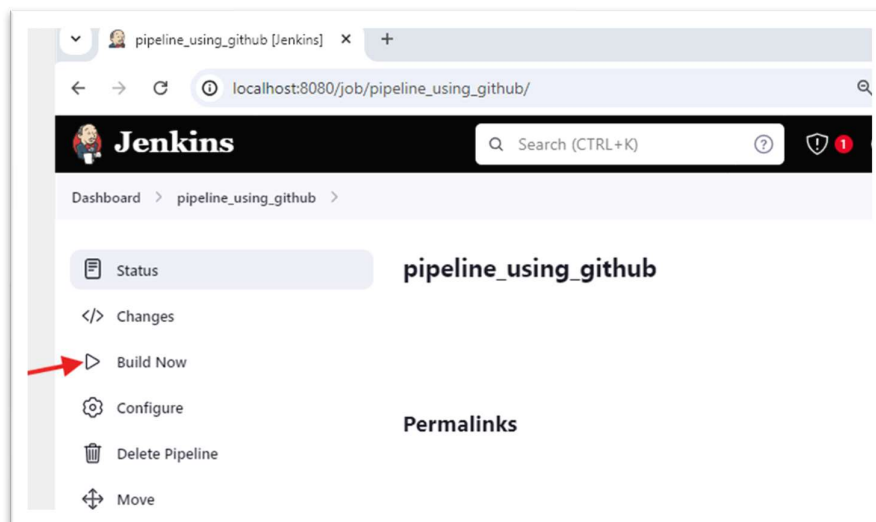 pipeline_using_github [Jenkins]
localhost:8080/job/pipeline_using_github/
Jenkins
Search (CTRL+K)
1
Dashboard > pipeline_using_github >
Status
pipeline_using_github
Changes
Build Now
Configure
Permalinks
Delete Pipeline
Move